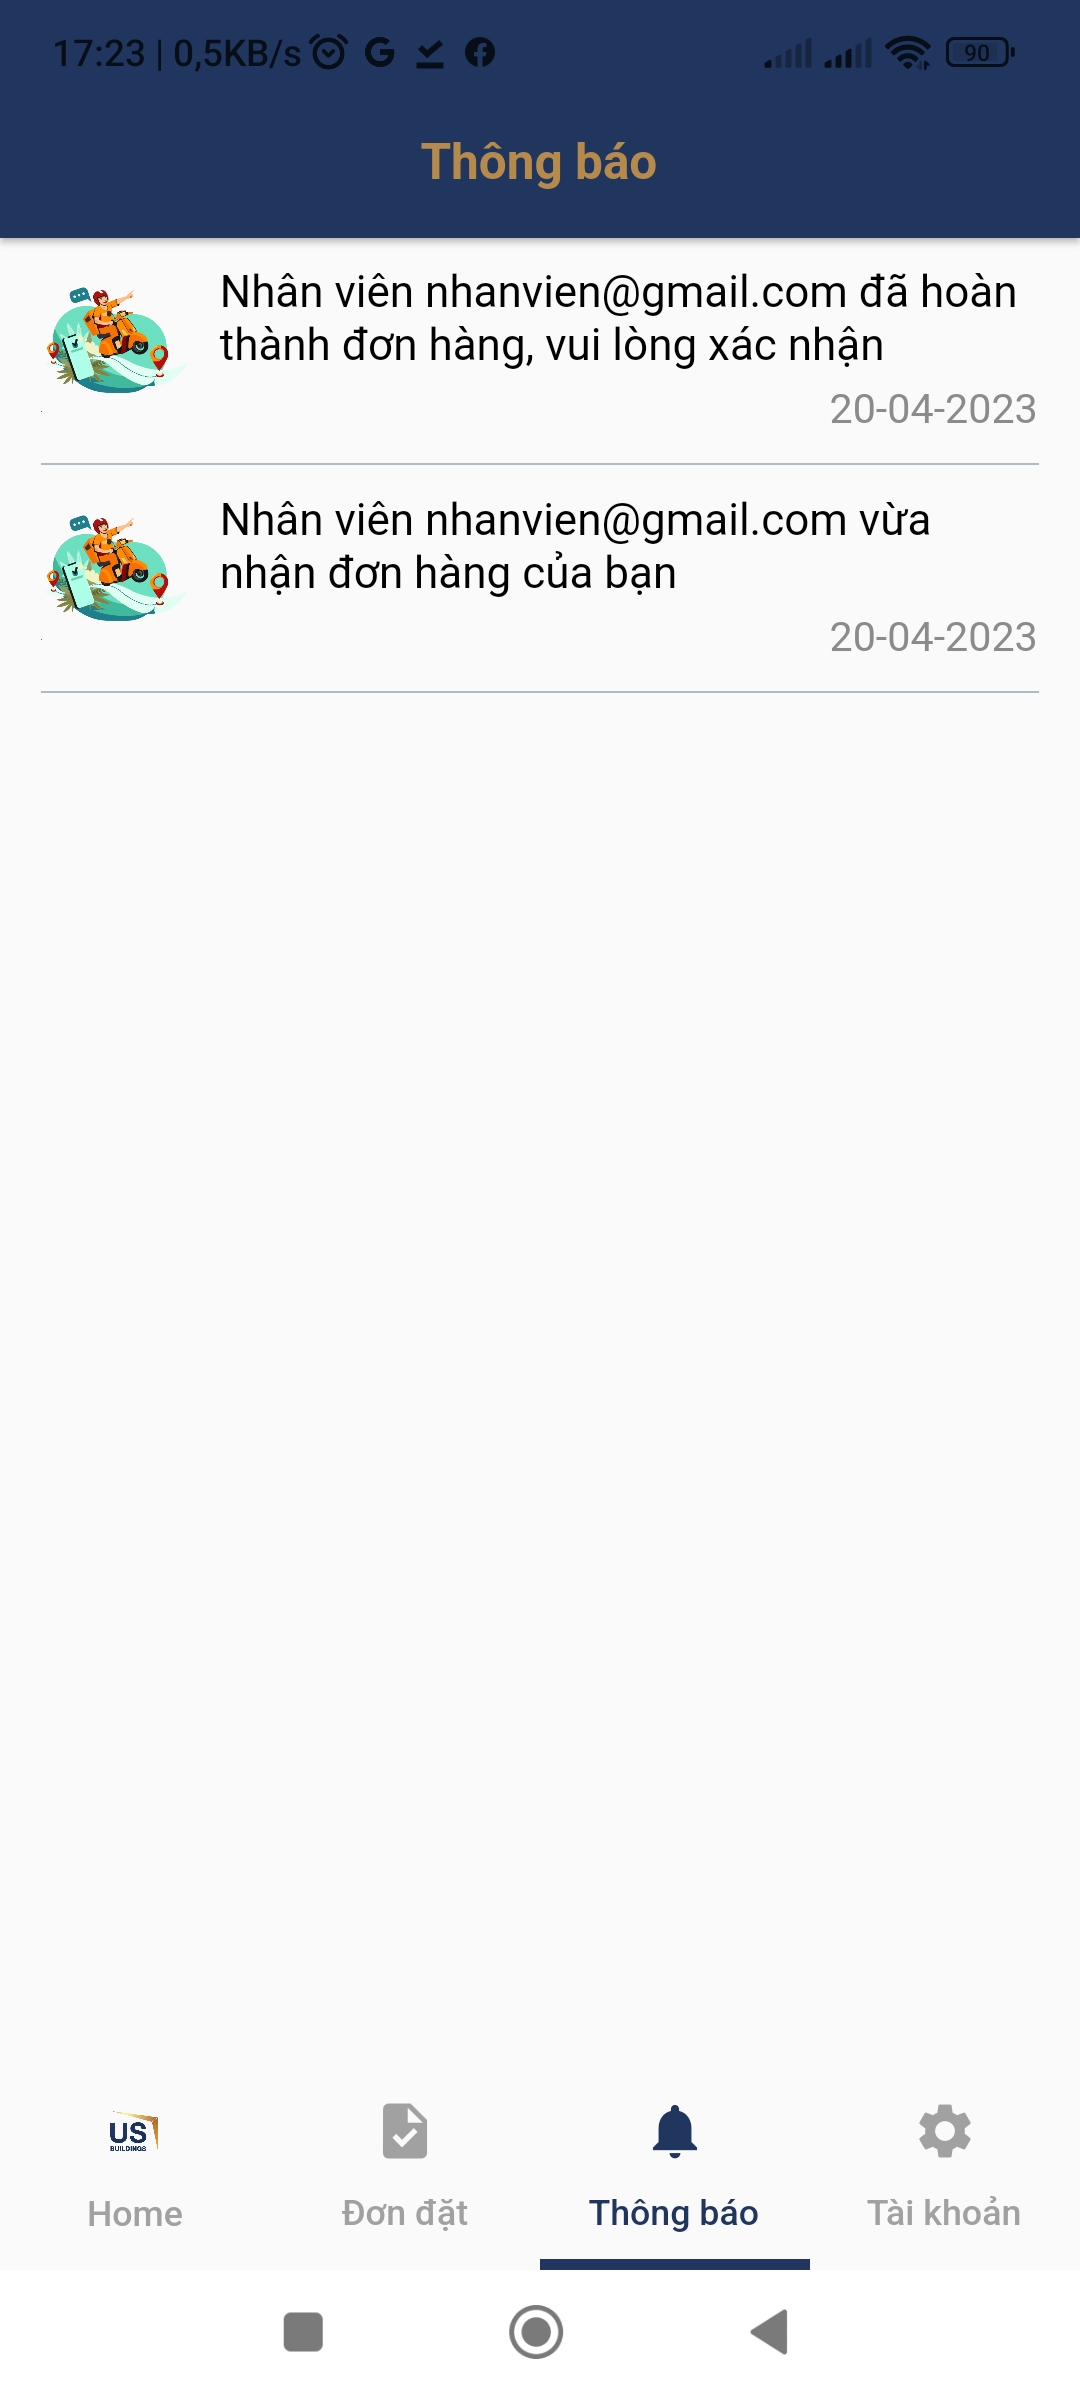 17:23 | 0,5KB/s
90
Thông báo
Nhân viên nhanvien@gmail.com đã hoàn
thành đơn hàng, vui lòng xác nhận
20-04-2023
Nhân viên nhanvien@gmail.com vừa
nhận đơn hàng của bạn
20-04-2023
US
BUILDINGS
Home
Đơn đặt
Thông báo
Tài khoản